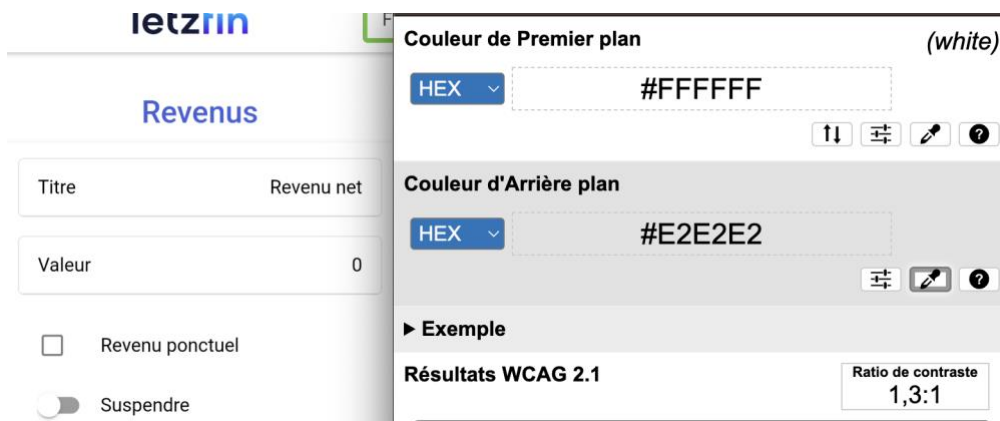 letzfin
F
Revenus
Titre Revenu net
Valeur 0
Revenu ponctuel
Suspendre
Couleur de Premier plan (white)
HEX #FFFFFF
Couleur d'Arrière plan
HEX #E2E2E2
▶ Exemple
Résultats WCAG 2.1
Ratio de contraste
1,3:1